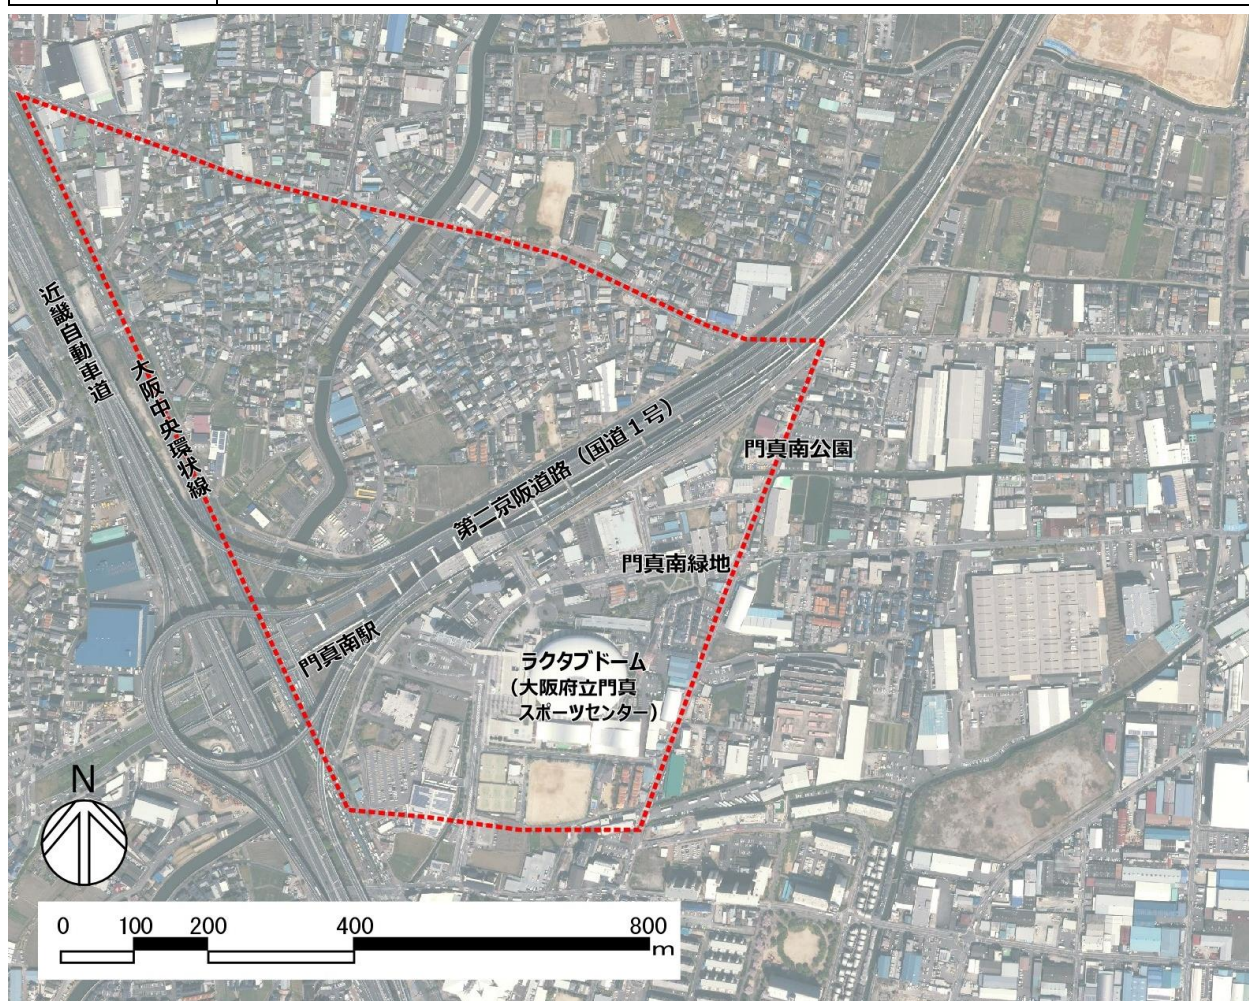 近畿自動車道
大阪中央環状線
第二京阪道路（国道１号）
門真南公園
門真南緑地
門真南駅
ラクタブドーム
（大阪府立門真
スポーツセンター）
N
0 100 200 400 800
m